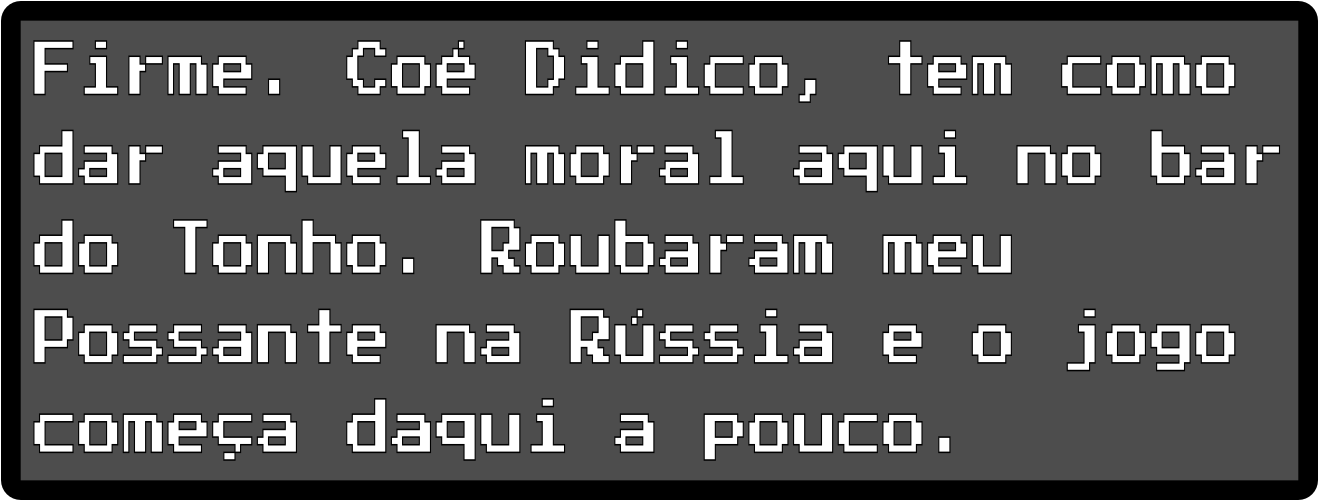 Firme. Coé Didico, tem como
dar aquela moral aqui no bar
do Tonho. Roubaram meu
Possante na Rússia e o jogo
começa daqui a pouco.